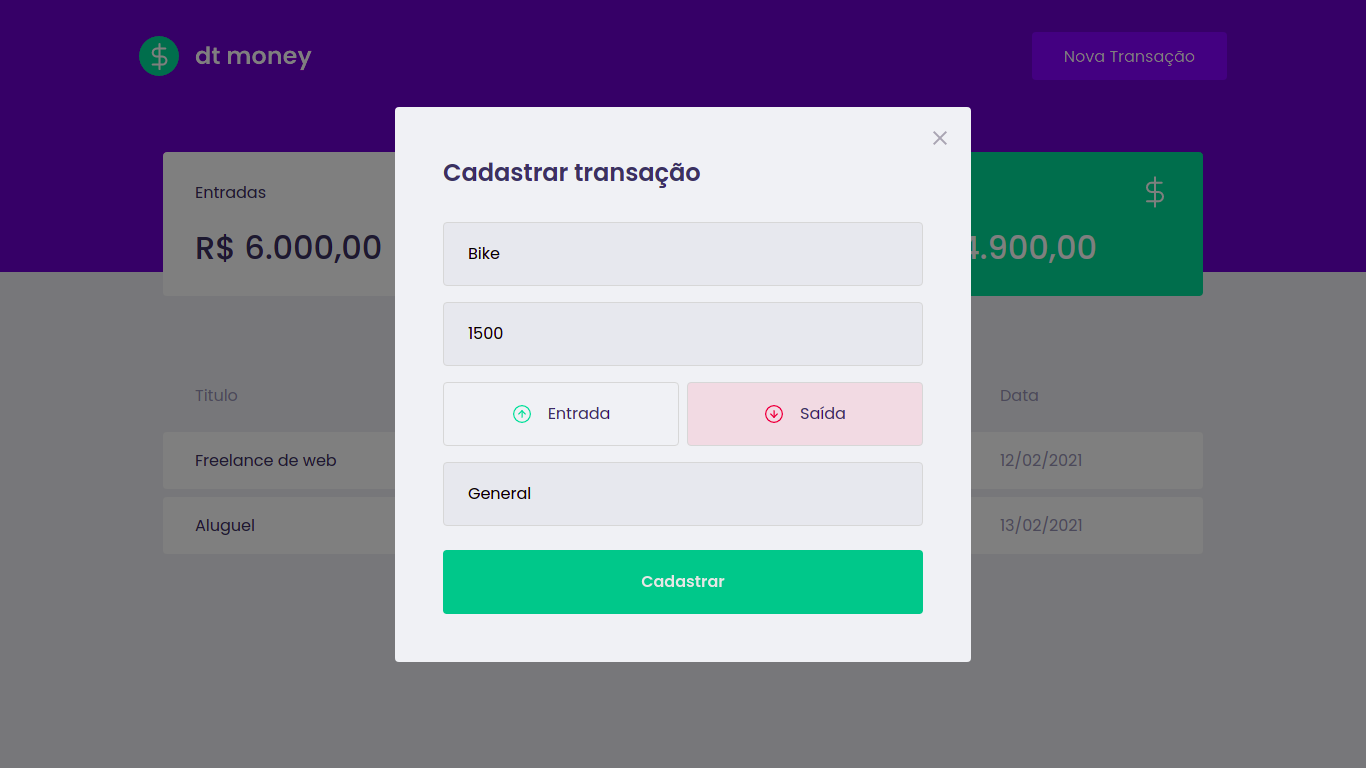 dt money
Nova Transação
Entradas
R$ 6.000,00
4.900,00
Cadastrar transação
Bike
1500
Entrada
Saída
General
Cadastrar
Titulo
Data
Freelance de web
12/02/2021
Aluguel
13/02/2021